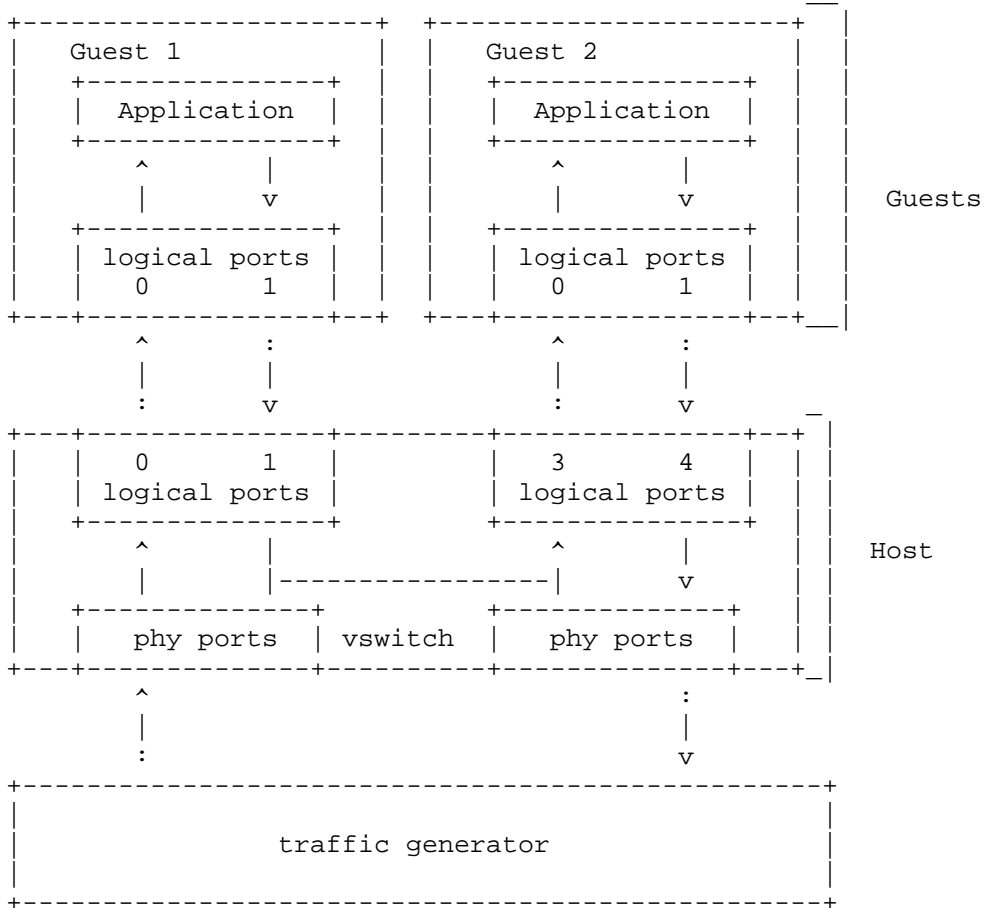 Guest 1 Guest 2
Application Application
Guests
logical ports logical ports
0 1 0 1
0 1 3 4
logical ports logical ports
Host
phy ports vswitch phy ports
traffic generator